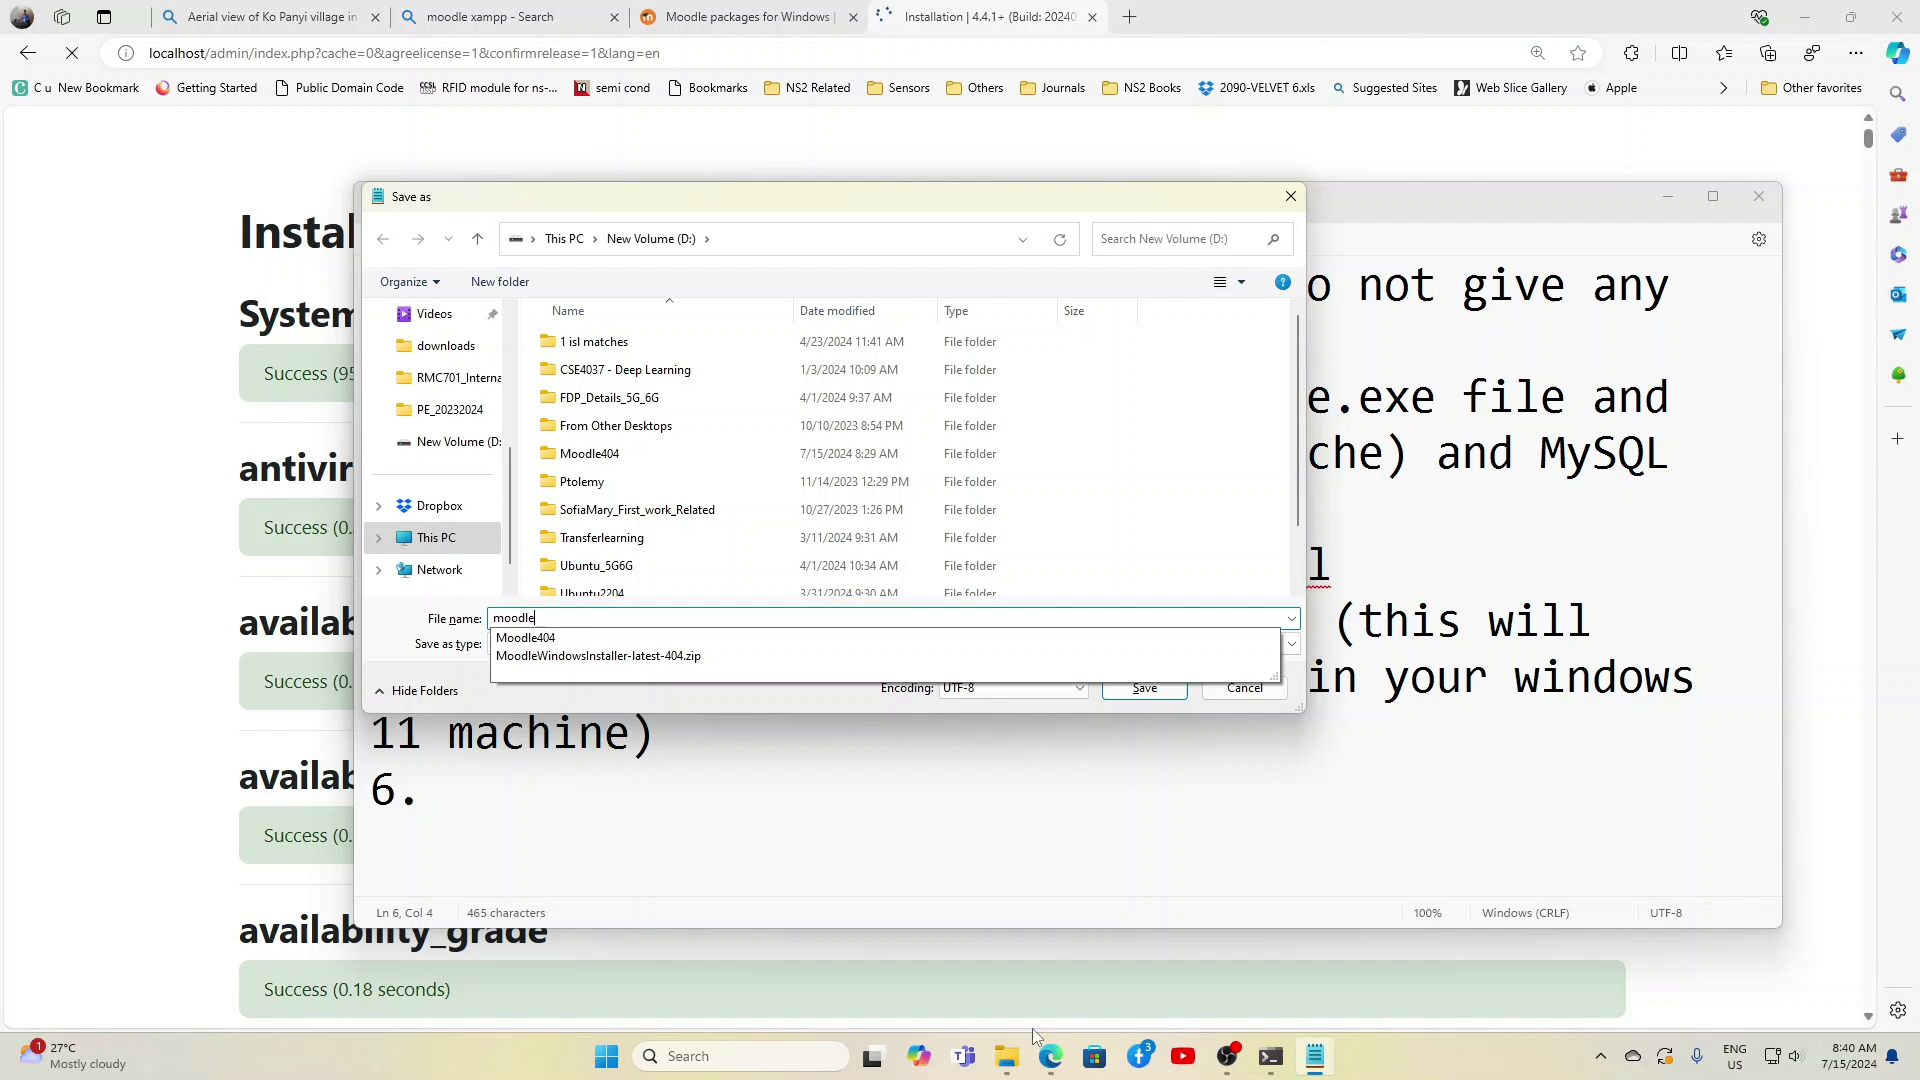 Aerial view of Ko Panyi village in
moodle xampp - Search
Moodle packages for Windows |
Installation | 4.4.1+ (Build: 20240
localhost/admin/index.php?cache=0&agreelicense=1&confirmrelease=1&lang=en
C u New Bookmark
Getting Started
Public Domain Code
RFID module for ns-...
semi cond
Bookmarks
NS2 Related
Sensors
Others
Journals
NS2 Books
2090-VELVET 6.xls
Suggested Sites
Web Slice Gallery
Apple
Other favorites
Instal
System
Success (95
antivir
Success (0.
availab
Success (0.
availab
Success (0.
availability_grade
Success (0.18 seconds)
Save as
This PC > New Volume (D:) >
Search New Volume (D:)
Organize
New folder
Videos
downloads
RMC701_Interna
PE_20232024
New Volume (D:
Dropbox
This PC
Network
Name Date modified Type Size
1 isl matches 4/23/2024 11:41 AM File folder
CSE4037 - Deep Learning 1/3/2024 10:09 AM File folder
FDP_Details_5G_6G 4/1/2024 9:37 AM File folder
From Other Desktops 10/10/2023 8:54 PM File folder
Moodle404 7/15/2024 8:29 AM File folder
Ptolemy 11/14/2023 12:29 PM File folder
SofiaMary_First_work_Related 10/27/2023 1:26 PM File folder
Transferlearning 3/11/2024 9:31 AM File folder
Ubuntu_5G6G 4/1/2024 10:34 AM File folder
Ubuntu2204 3/31/2024 9:30 AM File folder
File name: moodle
Moodle404
MoodleWindowsInstaller-latest-404.zip
Save as type:
Hide Folders
Encoding: UTF-8
Save
Cancel
o not give any
e.exe file and
che) and MySQL
l
(this will
in your windows
11 machine)
6.
Ln 6, Col 4
465 characters
100%
Windows (CRLF)
UTF-8
1
27°C
Mostly cloudy
Search
3
ENG
US
8:40 AM
7/15/2024